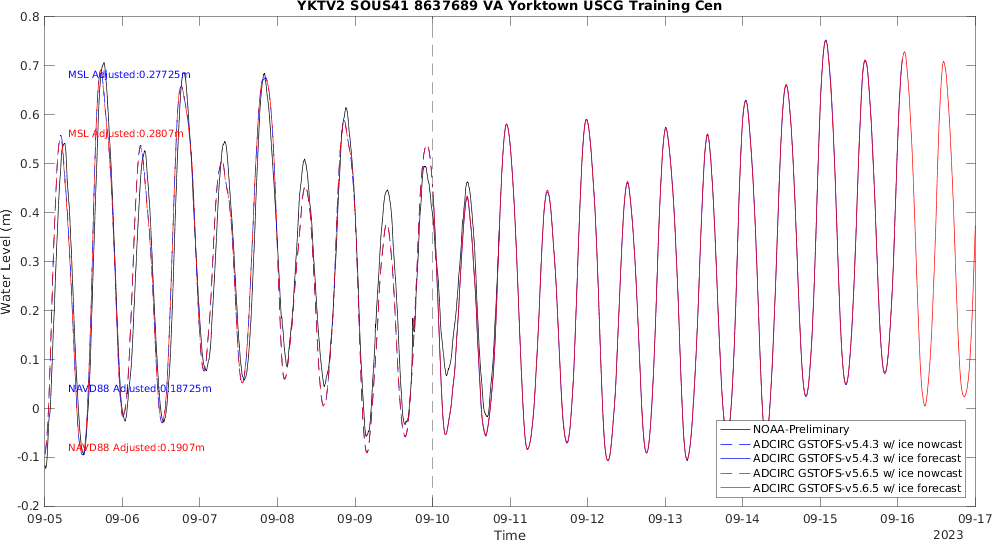 YKTV2 SOUS41 8637689 VA Yorktown USCG Training Cen
0.8
0.7
0.6
0.5
0.4
0.3
0.2
0.1
0
-0.1
-0.2
Water Level (m)
MSL Adjusted:0.27725m
MSL Adjusted:0.2807m
NAVD88 Adjusted:0.18725m
NAVD88 Adjusted:0.1907m
NOAA-Preliminary
ADCIRC GSTOFS-v5.4.3 w/ ice nowcast
ADCIRC GSTOFS-v5.4.3 w/ ice forecast
ADCIRC GSTOFS-v5.6.5 w/ ice nowcast
ADCIRC GSTOFS-v5.6.5 w/ ice forecast
09-05 09-06 09-07 09-08 09-09 09-10 09-11 09-12 09-13 09-14 09-15 09-16 09-17
Time
2023